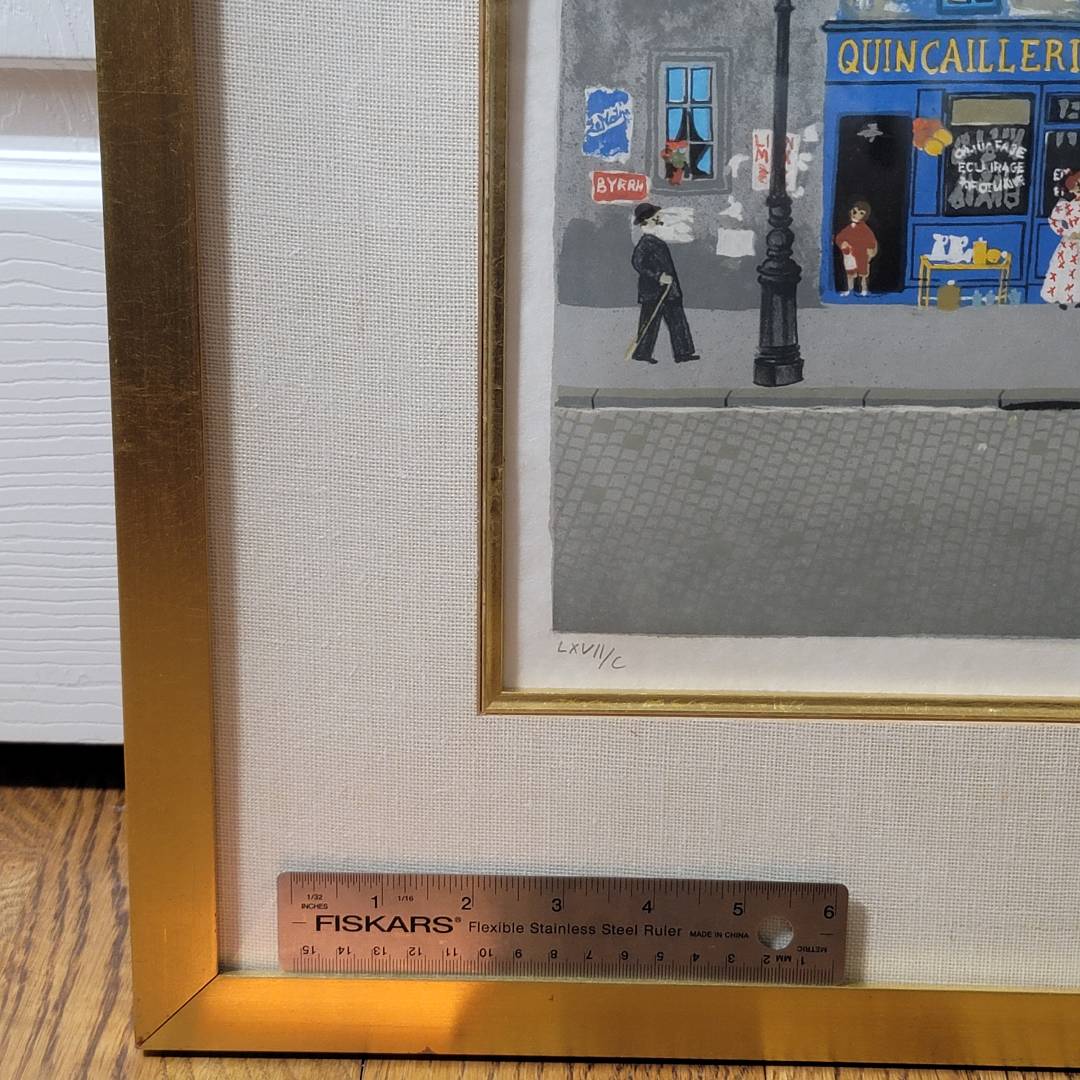 QUINCAILLERI
BYRRH
ECLAIRAGE
LXVII/C
1/32
INCHES
1 1/16 2 3 4 5 6
FISKARS® Flexible Stainless Steel Ruler MADE IN CHINA
METRIC
MM 1 2 3 4 5 6 7 8 9 10 11 12 13 14 15